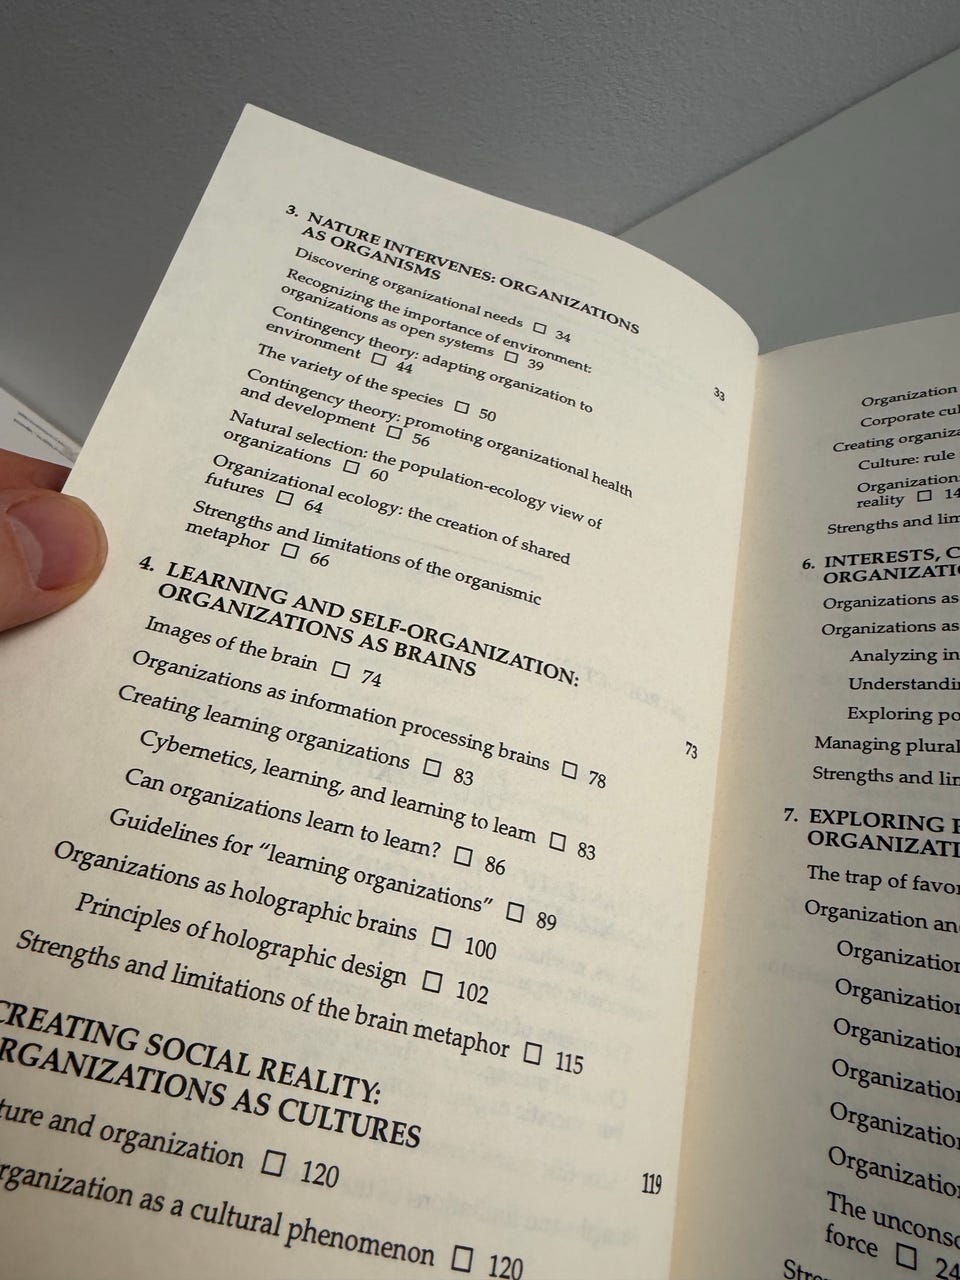 3. NATURE INTERVENES: ORGANIZATIONS
AS ORGANISMS 33
Discovering organizational needs □ 34
Recognizing the importance of environment:
organizations as open systems □ 39
Contingency theory: adapting organization to
environment □ 44
The variety of the species □ 50
Contingency theory: promoting organizational health
and development □ 56
Natural selection: the population-ecology view of
organizations □ 60
Organizational ecology: the creation of shared
futures □ 64
Strengths and limitations of the organismic
metaphor □ 66
4. LEARNING AND SELF-ORGANIZATION:
ORGANIZATIONS AS BRAINS 73
Images of the brain □ 74
Organizations as information processing brains □ 78
Creating learning organizations □ 83
Cybernetics, learning, and learning to learn □ 83
Can organizations learn to learn? □ 86
Guidelines for "learning organizations" □ 89
Organizations as holographic brains □ 100
Principles of holographic design □ 102
Strengths and limitations of the brain metaphor □ 115
CREATING SOCIAL REALITY:
RGANIZATIONS AS CULTURES 119
ture and organization □ 120
rganization as a cultural phenomenon □ 120
Organization
Corporate cul
Creating organiza
Culture: rule
Organization
reality □ 14
Strengths and lim
6. INTERESTS, C
ORGANIZATI
Organizations as
Organizations as
Analyzing in
Understandi
Exploring po
Managing plural
Strengths and lin
7. EXPLORING
ORGANIZATI
The trap of favor
Organization an
Organization
Organization
Organization
Organization
Organization
Organization
The unconsc
force □ 24
Stre